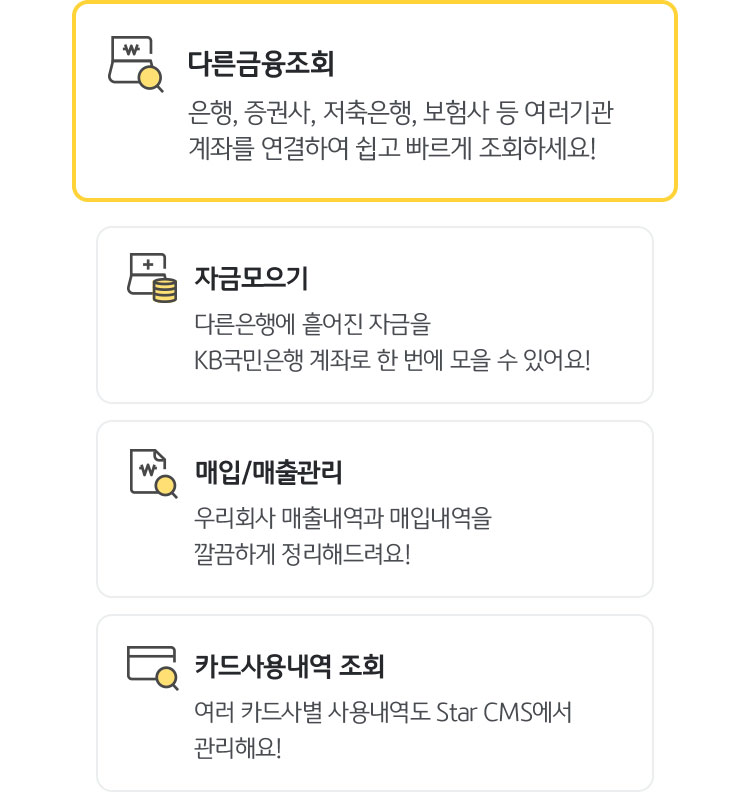 다른금융조회
은행, 증권사, 저축은행, 보험사 등 여러기관
계좌를 연결하여 쉽고 빠르게 조회하세요!
자금모으기
다른은행에 흩어진 자금을
KB국민은행 계좌로 한 번에 모을 수 있어요!
매입/매출관리
우리회사 매출내역과 매입내역을
깔끔하게 정리해드려요!
카드사용내역 조회
여러 카드사별 사용내역도 Star CMS에서
관리해요!